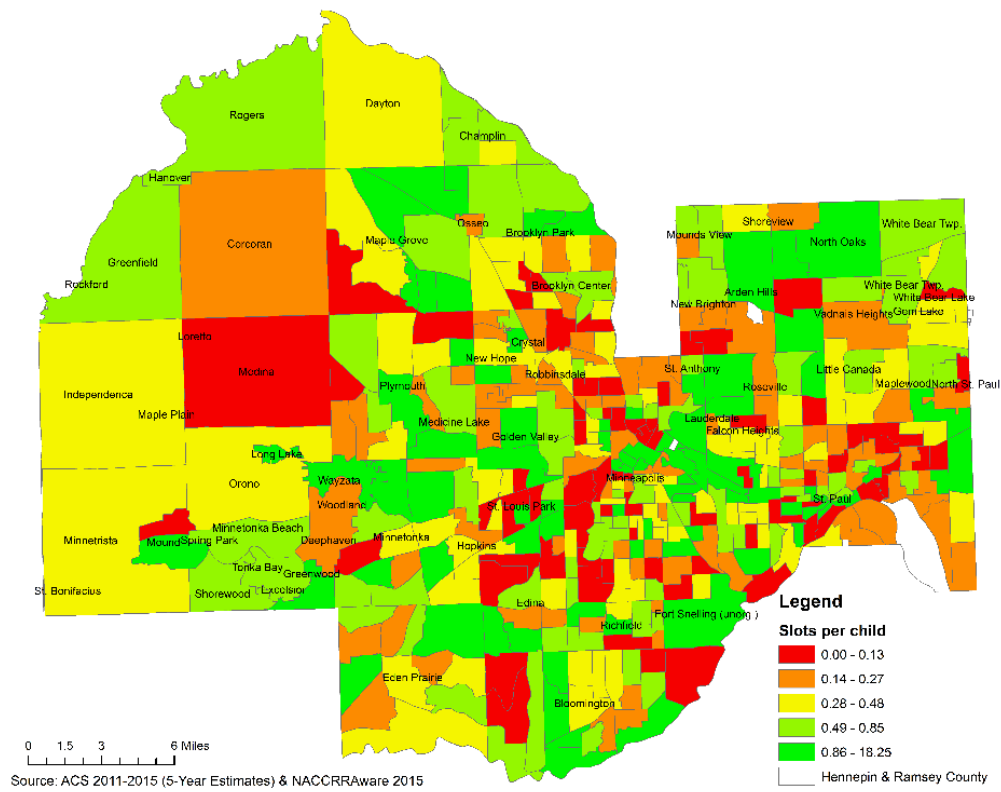 Dayton
Rogers
Champlin
Hanover
Osseo
Shoreview
Mounds View
White Bear Twp.
Corcoran
Maple Grove
Brooklyn Park
North Oaks
Greenfield
Rockford
Brooklyn Center
Arden Hills
White Bear Twp.
White Bear Lake
New Brighton
Gem Lake
Vadnais Heights
Loretto
Crystal
New Hope
Medina
Robbinsdale
St. Anthony
Little Canada
Plymouth
Roseville
Maplewood
North St. Paul
Independence
Maple Plain
Medicine Lake
Lauderdale
Falcon Heights
Golden Valley
Long Lake
Wayzata
Orono
Minneapolis
Woodland
St. Louis Park
St. Paul
Minnetonka Beach
Minnetrista
Mound
Spring Park
Deephaven
Minnetonka
Hopkins
Tonka Bay
Greenwood
St. Bonifacius
Shorewood
Excelsior
Edina
Fort Snelling (unorg.)
Richfield
Eden Prairie
Bloomington
Legend
Slots per child
0.00 - 0.13
0.14 - 0.27
0.28 - 0.48
0.49 - 0.85
0.86 - 18.25
Hennepin & Ramsey County
0 1.5 3 6 Miles
Source: ACS 2011-2015 (5-Year Estimates) & NACCRRAware 2015